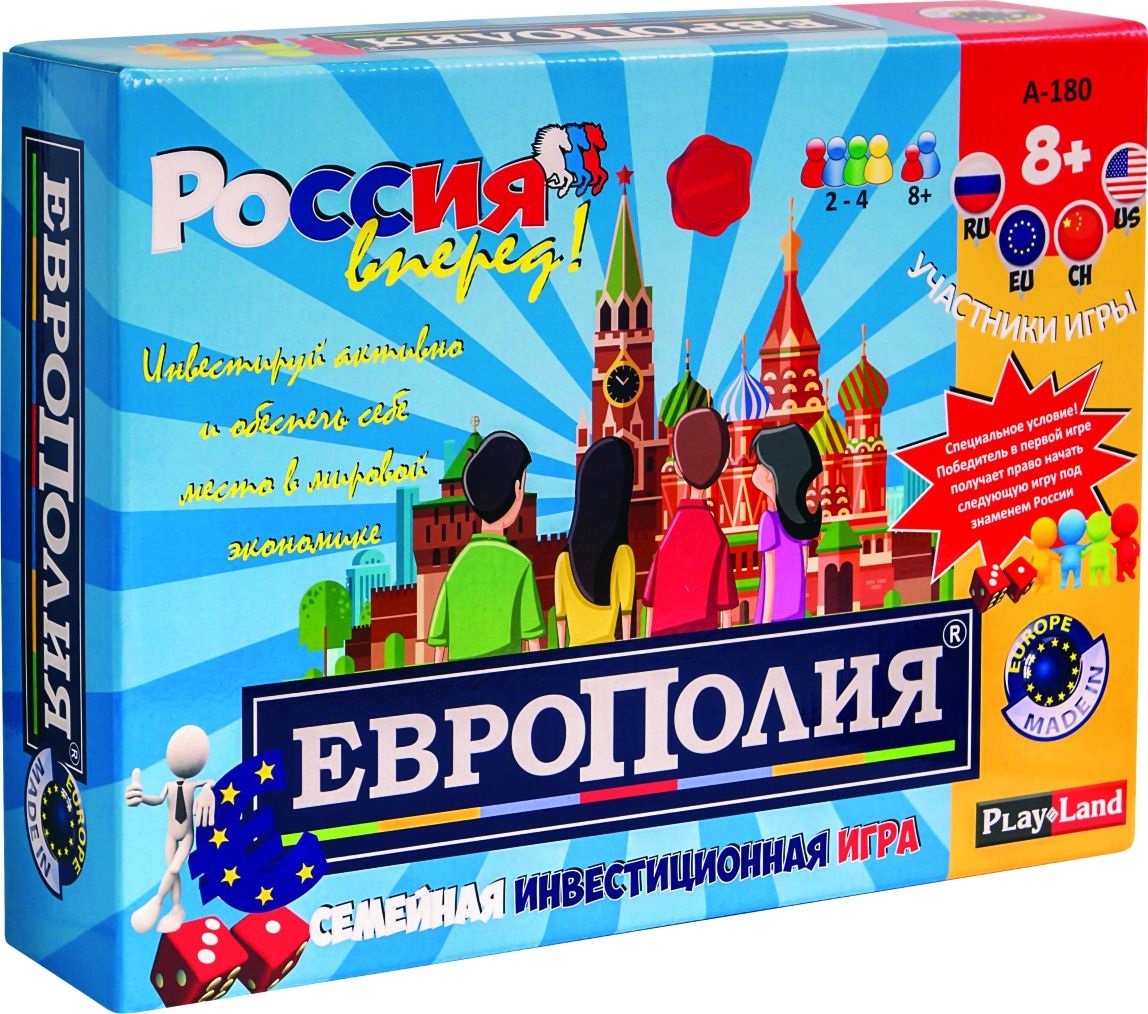 ЕВРОПОЛИЯ
A-180
8+
RU
EU
CH
US
УЧАСТНИКИ ИГРЫ
РОССИЯ
вперед!
2 - 4
8+
Инвестируй активно
и обеспечь себе
место в мировой
экономике
Специальное условие!
Победитель в первой игре
получает право начать
следующую игру под
знаменем России
EUROPE
MADE IN
ЕВРОПОЛИЯ®
СЕМЕЙНАЯ ИНВЕСТИЦИОННАЯ ИГРА
PLAY LAND
ЕВРОПОЛИЯ®
EUROPE
MADE IN